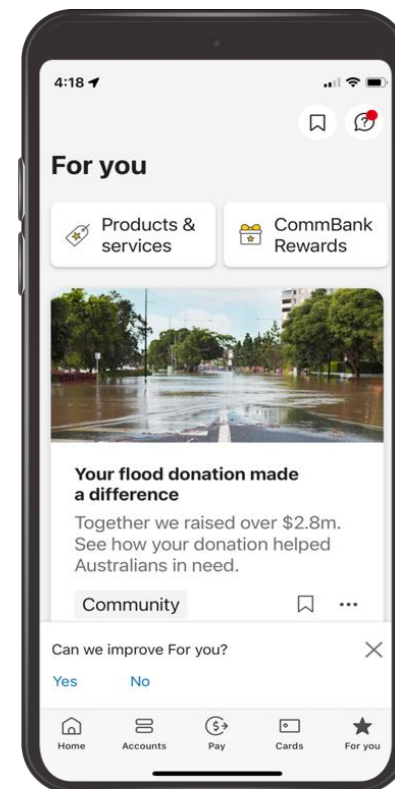 4:18
For you
Products &
services
CommBank
Rewards
Your flood donation made
a difference
Together we raised over $2.8m.
See how your donation helped
Australians in need.
Community
Can we improve For you?
Yes No
Home Accounts Pay Cards For you